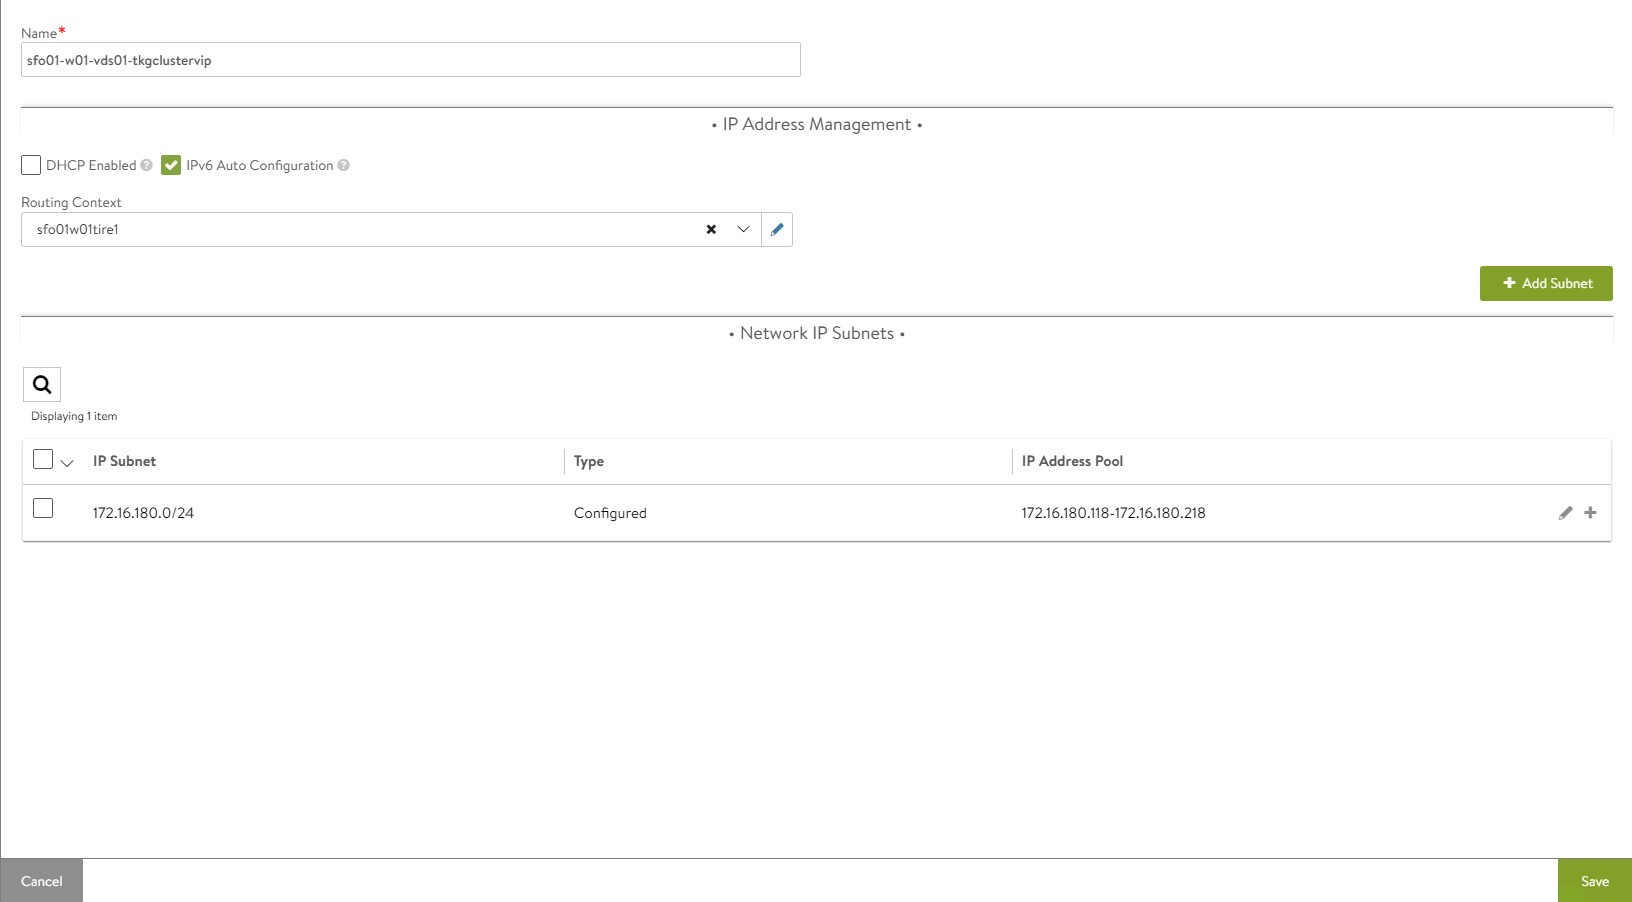 Name*
sfo01-w01-vds01-tkgclustervip
• IP Address Management •
DHCP Enabled ? IPv6 Auto Configuration ?
Routing Context
sfo01w01tire1
+ Add Subnet
• Network IP Subnets •
Displaying 1 item
IP Subnet Type IP Address Pool
172.16.180.0/24 Configured 172.16.180.118-172.16.180.218
Cancel Save